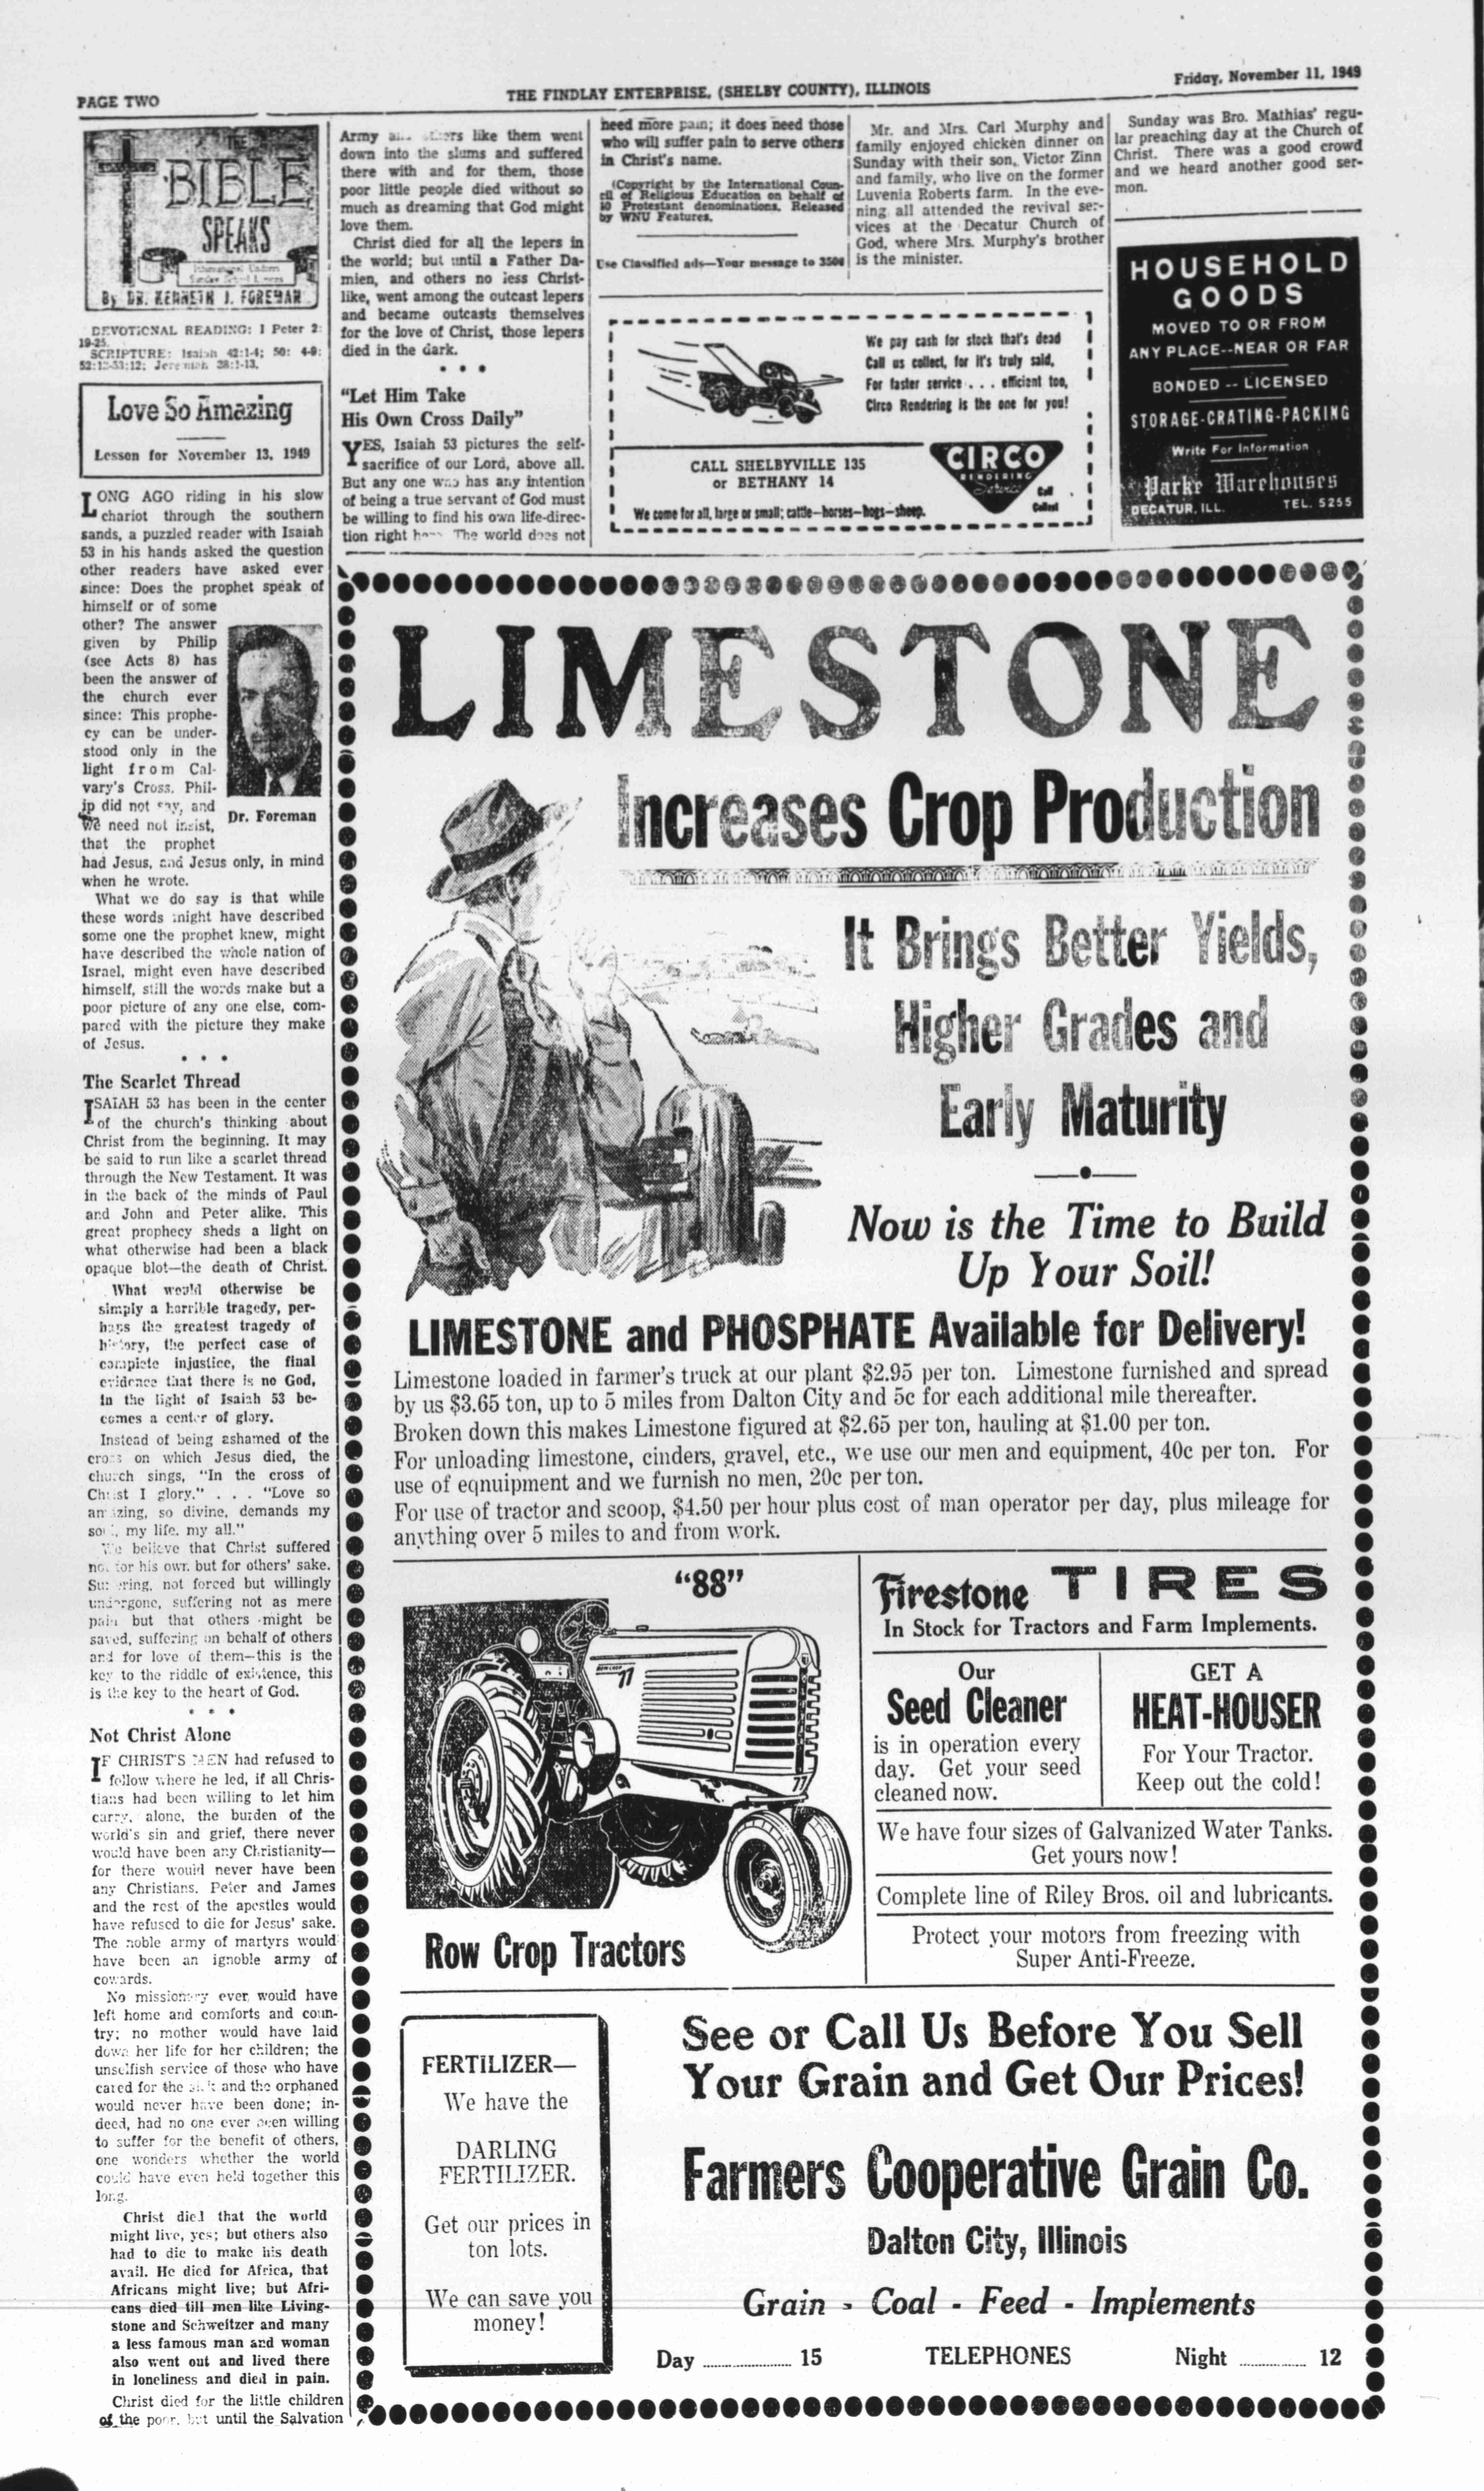 PAGE TWO
THE FINDLAY ENTERPRISE, (SHELBY COUNTY), ILLINOIS
Friday, November 11, 1949
THE
BIBLE
SPEAKS
International Uniform
Sunday School Lessons
By DR. KENNETH J. FOREMAN
DEVOTIONAL READING: I Peter 2:
19-25.
SCRIPTURE: Isaiah 42:1-4; 50: 4-9;
52:13-53:12; Jeremiah 38:1-13.
Love So Amazing
Lesson for November 13, 1949
LONG AGO riding in his slow
chariot through the southern
sands, a puzzled reader with Isaiah
53 in his hands asked the question
other readers have asked ever
since: Does the prophet speak of
himself or of some
other? The answer
given by Philip
(see Acts 8) has
been the answer of
the church ever
since: This prophe-
cy can be under-
stood only in the
light from Cal-
vary's Cross. Phil-
ip did not say, and
we need not insist,
that the prophet
Dr. Foreman
had Jesus, and Jesus only, in mind
when he wrote.
What we do say is that while
these words might have described
some one the prophet knew, might
have described the whole nation of
Israel, might even have described
himself, still the words make but a
poor picture of any one else, com-
pared with the picture they make
of Jesus.
• • •
The Scarlet Thread
ISAIAH 53 has been in the center
of the church's thinking about
Christ from the beginning. It may
be said to run like a scarlet thread
through the New Testament. It was
in the back of the minds of Paul
and John and Peter alike. This
great prophecy sheds a light on
what otherwise had been a black
opaque blot—the death of Christ.
What would otherwise be
simply a horrible tragedy, per-
haps the greatest tragedy of
history, the perfect case of
complete injustice, the final
evidence that there is no God,
in the light of Isaiah 53 be-
comes a center of glory.
Instead of being ashamed of the
cross on which Jesus died, the
church sings, "In the cross of
Christ I glory." . . . "Love so
amazing, so divine, demands my
soul, my life, my all."
We believe that Christ suffered
not for his own but for others' sake.
Suffering, not forced but willingly
undergone, suffering not as mere
pain but that others might be
saved, suffering on behalf of others
and for love of them—this is the
key to the riddle of existence, this
is the key to the heart of God.
• • •
Not Christ Alone
IF CHRIST'S MEN had refused to
follow where he led, if all Chris-
tians had been willing to let him
carry, alone, the burden of the
world's sin and grief, there never
would have been any Christianity—
for there would never have been
any Christians. Peter and James
and the rest of the apostles would
have refused to die for Jesus' sake.
The noble army of martyrs would
have been an ignoble army of
cowards.
No missionary ever would have
left home and comforts and coun-
try; no mother would have laid
down her life for her children; the
unselfish service of those who have
cared for the sick and the orphaned
would never have been done; in-
deed, had no one ever been willing
to suffer for the benefit of others,
one wonders whether the world
could have even held together this
long.
Christ died that the world
might live, yes; but others also
had to die to make his death
avail. He died for Africa, that
Africans might live; but Afri-
cans died till men like Living-
stone and Schweitzer and many
a less famous man and woman
also went out and lived there
in loneliness and died in pain.
Christ died for the little children
of the poor, but until the Salvation
Army and others like them went
down into the slums and suffered
there with and for them, those
poor little people died without so
much as dreaming that God might
love them.
Christ died for all the lepers in
the world; but until a Father Da-
mien, and others no less Christ-
like, went among the outcast lepers
and became outcasts themselves
for the love of Christ, those lepers
died in the dark.
• • •
"Let Him Take
His Own Cross Daily"
YES, Isaiah 53 pictures the self-
sacrifice of our Lord, above all.
But any one who has any intention
of being a true servant of God must
be willing to find his own life-direc-
tion right here. The world does not
need more pain; it does need those
who will suffer pain to serve others
in Christ's name.
(Copyright by the International Coun-
cil of Religious Education on behalf of
10 Protestant denominations. Released
by WNU Features.
Use Classified ads—Your message to 3500
Mr. and Mrs. Carl Murphy and
family enjoyed chicken dinner on
Sunday with their son, Victor Zinn
and family, who live on the former
Luvenia Roberts farm. In the eve-
ning all attended the revival ser-
vices at the Decatur Church of
God, where Mrs. Murphy's brother
is the minister.
Sunday was Bro. Mathias' regu-
lar preaching day at the Church of
Christ. There was a good crowd
and we heard another good ser-
mon.
We pay cash for stock that's dead
Call us collect, for it's truly said,
For faster service . . . efficient too,
Circo Rendering is the one for you!
CALL SHELBYVILLE 135
or BETHANY 14
CIRCO
RENDERING
Service
Call
Collect
We come for all, large or small; cattle—horses—hogs—sheep.
HOUSEHOLD
GOODS
MOVED TO OR FROM
ANY PLACE--NEAR OR FAR
BONDED -- LICENSED
STORAGE-CRATING-PACKING
Write For Information
Parke Warehouses
DECATUR, ILL. TEL. 5255
LIMESTONE
Increases Crop Production
It Brings Better Yields,
Higher Grades and
Early Maturity
Now is the Time to Build
Up Your Soil!
LIMESTONE and PHOSPHATE Available for Delivery!
Limestone loaded in farmer's truck at our plant $2.95 per ton. Limestone furnished and spread
by us $3.65 ton, up to 5 miles from Dalton City and 5c for each additional mile thereafter.
Broken down this makes Limestone figured at $2.65 per ton, hauling at $1.00 per ton.
For unloading limestone, cinders, gravel, etc., we use our men and equipment, 40c per ton. For
use of eqnuipment and we furnish no men, 20c per ton.
For use of tractor and scoop, $4.50 per hour plus cost of man operator per day, plus mileage for
anything over 5 miles to and from work.
"88"
ROW CROP
77
77
Row Crop Tractors
Firestone TIRES
In Stock for Tractors and Farm Implements.
Our
Seed Cleaner
is in operation every
day. Get your seed
cleaned now.
GET A
HEAT-HOUSER
For Your Tractor.
Keep out the cold!
We have four sizes of Galvanized Water Tanks.
Get yours now!
Complete line of Riley Bros. oil and lubricants.
Protect your motors from freezing with
Super Anti-Freeze.
FERTILIZER—
We have the
DARLING
FERTILIZER.
Get our prices in
ton lots.
We can save you
money!
See or Call Us Before You Sell
Your Grain and Get Our Prices!
Farmers Cooperative Grain Co.
Dalton City, Illinois
Grain - Coal - Feed - Implements
Day ............ 15 TELEPHONES Night ............ 12